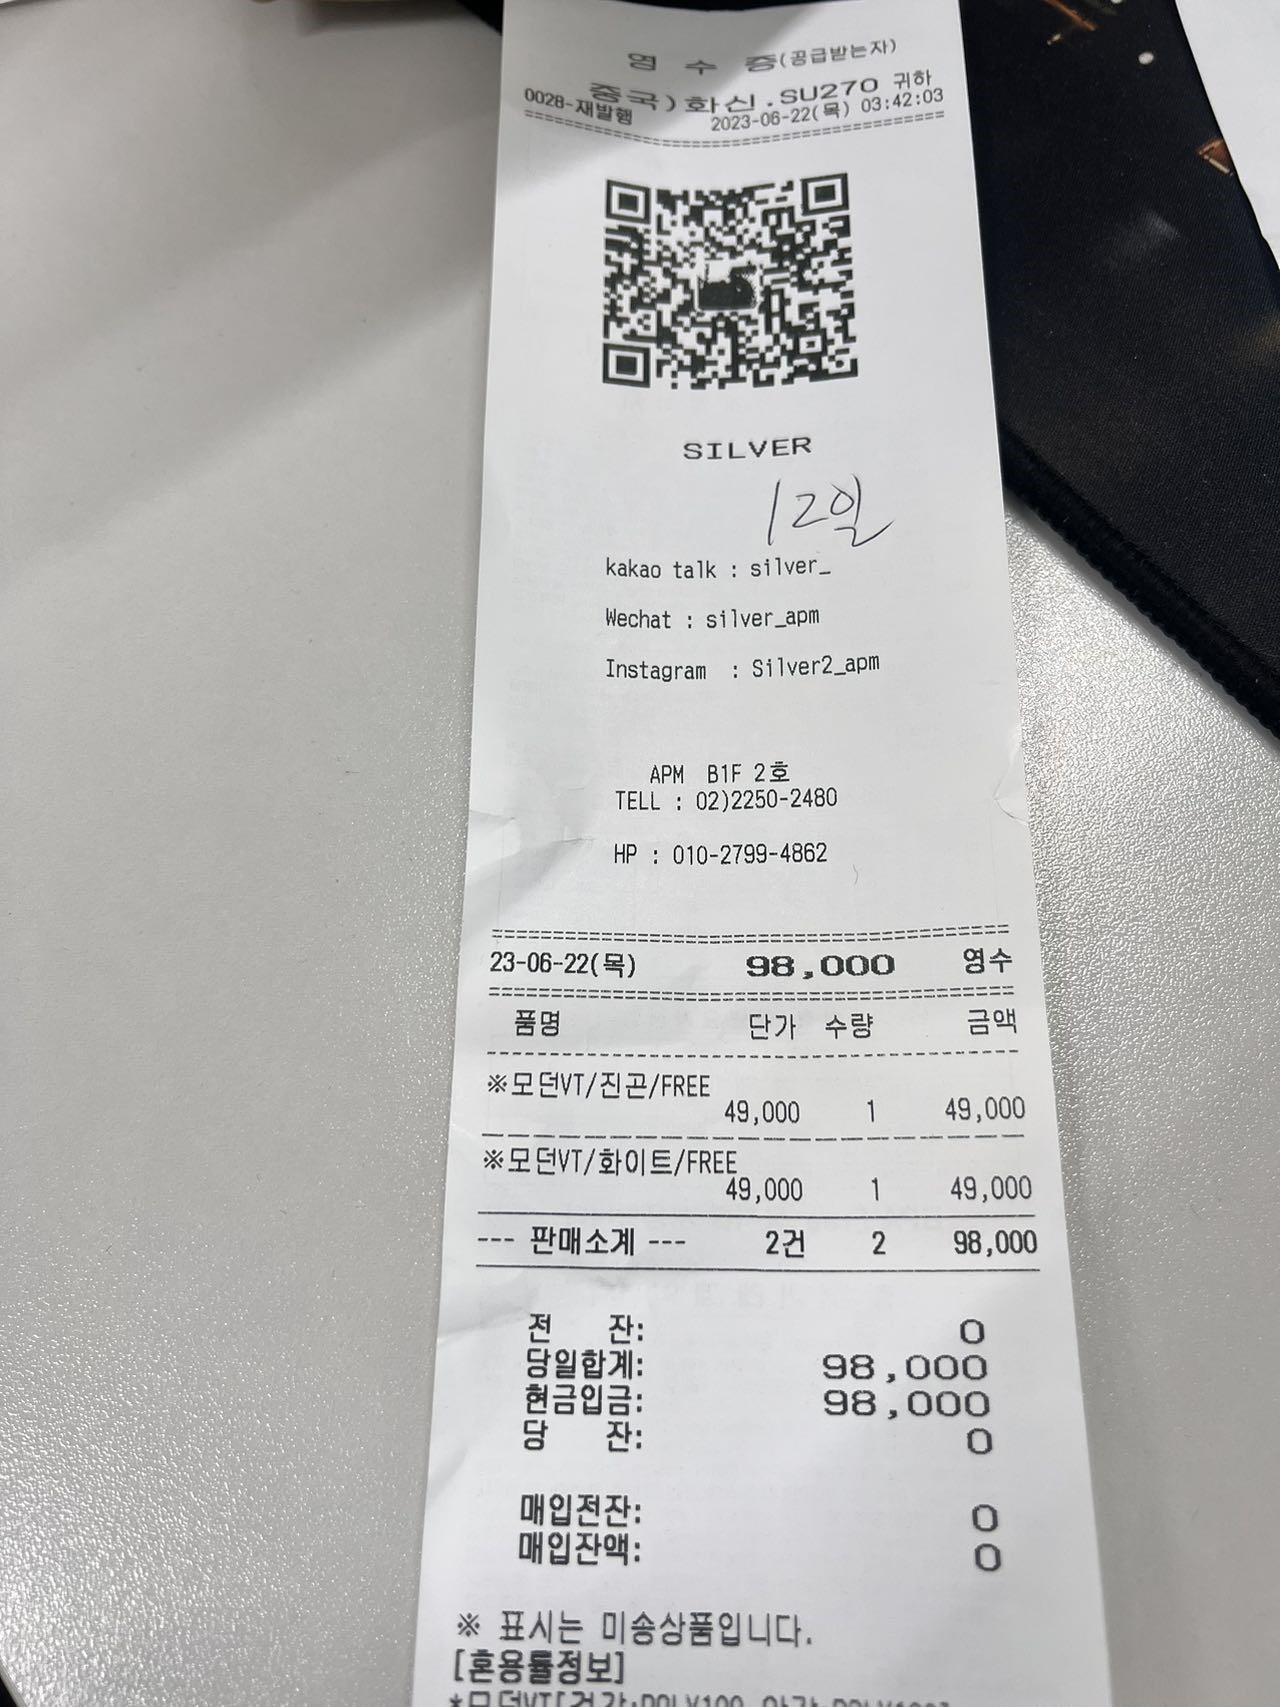 영 수 증(공급받는자)
중국)화신.SU270 귀하
0028-재발행 2023-06-22(목) 03:42:03
SILVER
12일
kakao talk : silver_
Wechat : silver_apm
Instagram : Silver2_apm
APM B1F 2호
TELL : 02)2250-2480
HP : 010-2799-4862
23-06-22(목) 98,000 영수
품명 단가 수량 금액
※모던VT/진곤/FREE
49,000 1 49,000
※모던VT/화이트/FREE
49,000 1 49,000
--- 판매소계 --- 2건 2 98,000
전 잔: 0
당일합계: 98,000
현금입금: 98,000
당 잔: 0
매입전잔: 0
매입잔액: 0
※ 표시는 미송상품입니다.
[혼용률정보]
*모던VT[겉감:POLY100